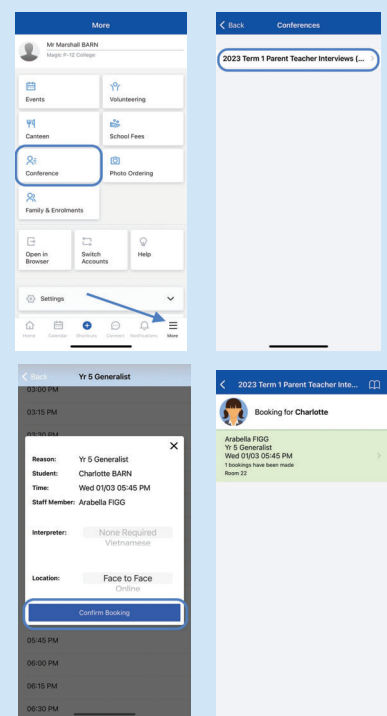 More
Mr Marshall BARN
Magic P-12 College
Events
Volunteering
Canteen
School Fees
Conference
Photo Ordering
Family & Enrolments
Open in
Browser
Switch
Accounts
Help
Settings
Home Calendar Shortcuts Connect Notifications More
Back Conferences
2023 Term 1 Parent Teacher Interviews (...
Back Yr 5 Generalist
03:00 PM
03:15 PM
03:30 PM
Reason: Yr 5 Generalist
Student: Charlotte BARN
Time: Wed 01/03 05:45 PM
Staff Member: Arabella FIGG
Interpreter: None Required
Vietnamese
Location: Face to Face
Online
Confirm Booking
05:45 PM
06:00 PM
06:15 PM
06:30 PM
2023 Term 1 Parent Teacher Inte...
Booking for Charlotte
Arabella FIGG
Yr 5 Generalist
Wed 01/03 05:45 PM
1 bookings have been made
Room 22